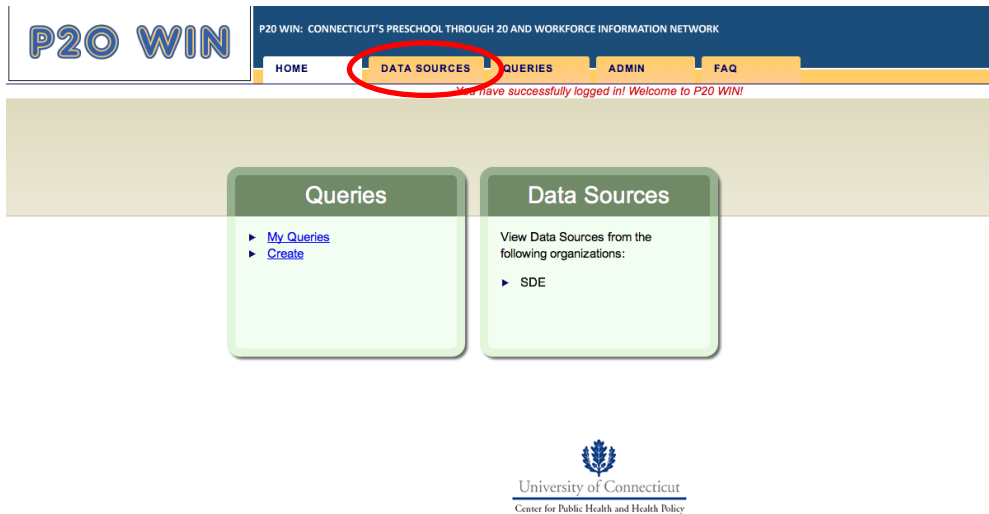 P20 WIN
P20 WIN: CONNECTICUT'S PRESCHOOL THROUGH 20 AND WORKFORCE INFORMATION NETWORK
HOME DATA SOURCES QUERIES ADMIN FAQ
You have successfully logged in! Welcome to P20 WIN!
Queries
My Queries
Create
Data Sources
View Data Sources from the
following organizations:
SDE
University of Connecticut
Center for Public Health and Health Policy